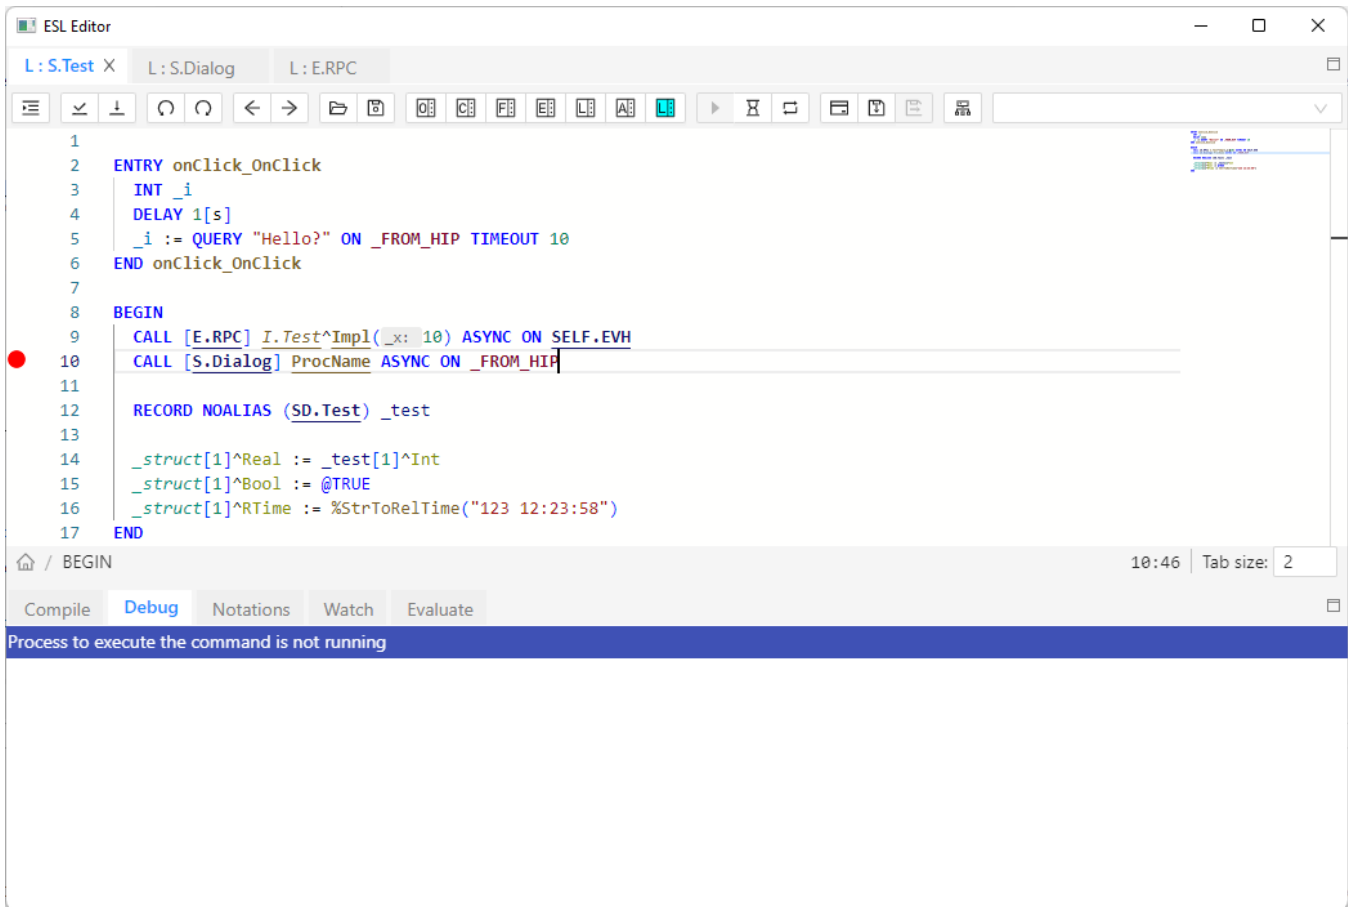 ESL Editor
L : S.Test L : S.Dialog L : E.RPC
O C F E L A L
1
2 ENTRY onClick_OnClick
3 INT _i
4 DELAY 1[s]
5 _i := QUERY "Hello?" ON _FROM_HIP TIMEOUT 10
6 END onClick_OnClick
7
8 BEGIN
9 CALL [E.RPC] I.Test^Impl( _x: 10) ASYNC ON SELF.EVH
10 CALL [S.Dialog] ProcName ASYNC ON _FROM_HIP
11
12 RECORD NOALIAS (SD.Test) _test
13
14 _struct[1]^Real := _test[1]^Int
15 _struct[1]^Bool := @TRUE
16 _struct[1]^RTime := %StrToRelTime("123 12:23:58")
17 END
/ BEGIN 10:46 Tab size: 2
Compile Debug Notations Watch Evaluate
Process to execute the command is not running